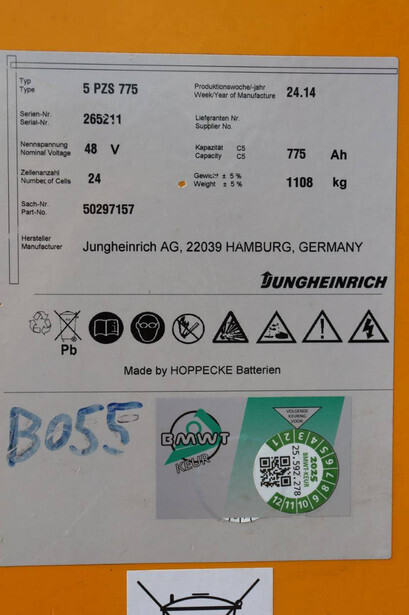 Typ
Type
5 PZS 775
Produktionswoche/-jahr
Week/Year of Manufacture
24.14
Serien-Nr.
Serial-Nr.
265211
Lieferanten Nr.
Supplier No.
Nennspannung
Nominal Voltage
48 V
Kapazität C5
Capacity C5
775 Ah
Zellenanzahl
Number of Cells
24
Gewicht ± 5 %
Weight ± 5 %
1108 kg
Sach-Nr.
Part-No.
50297157
Hersteller
Manufacturer
Jungheinrich AG, 22039 HAMBURG, GERMANY
JUNGHEINRICH
Pb
Made by HOPPECKE Batterien
B055
BMWT
KEUR
VOLGENDE
KEURING
VOOR
1 2 3 4 5 6 7 8 9 10 11 12
2025
BMWT-KEUR
25.592.278